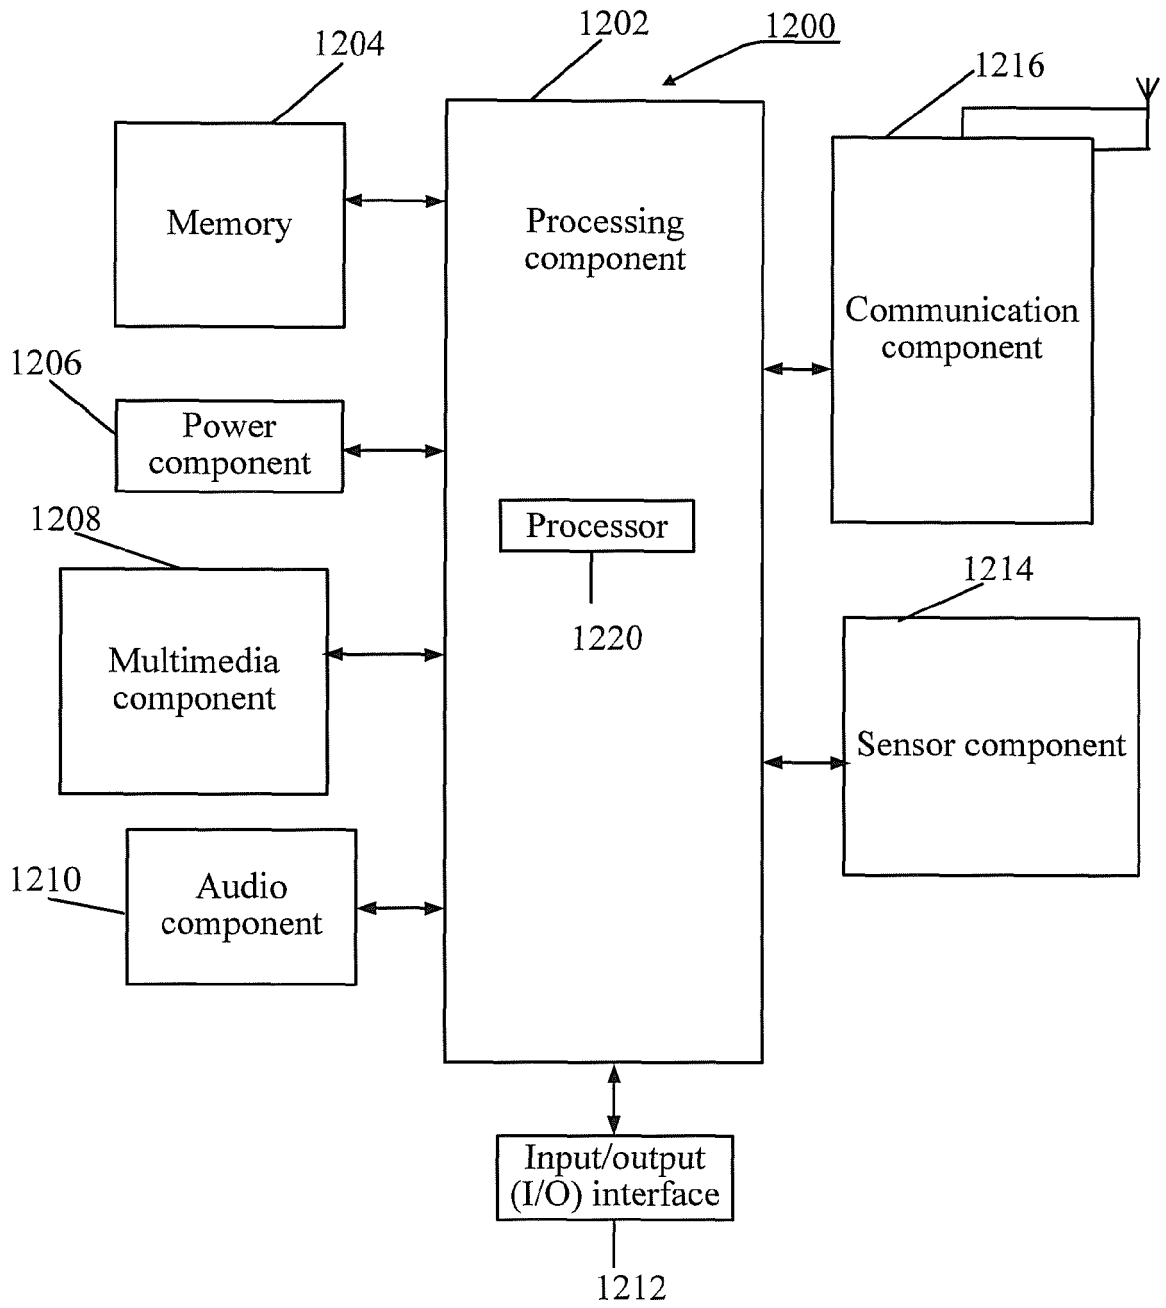 1202
1200
1204
1216
Memory
Processing
component
Communication
component
1206
Power
component
Processor
1208
1220
1214
Multimedia
component
Sensor component
1210
Audio
component
Input/output
(I/O) interface
1212